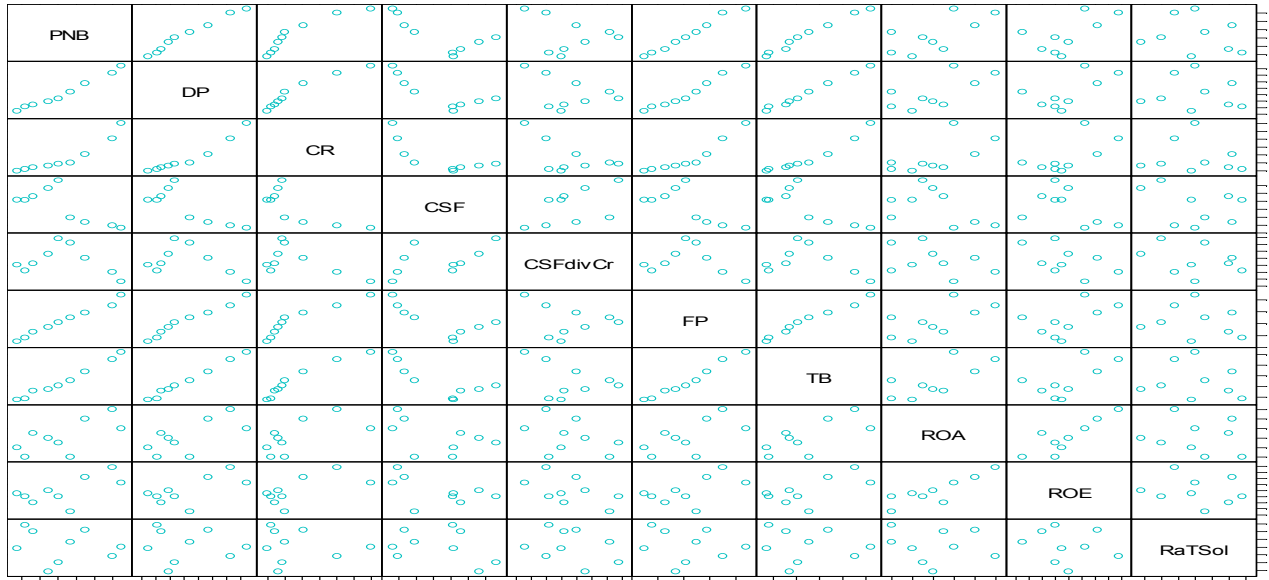 PNB
DP
CR
CSF
CSFdivCr
FP
TB
ROA
ROE
RaTSol